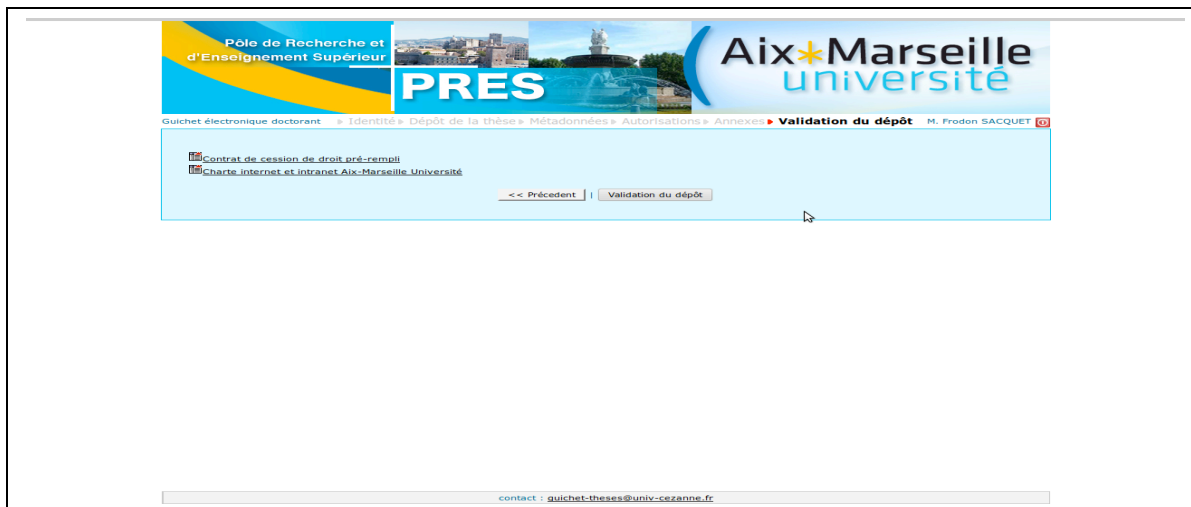 Pôle de Recherche et
d'Enseignement Supérieur
PRES
Aix*Marseille
université
Guichet électronique doctorant » Identité » Dépôt de la thèse » Métadonnées » Autorisations » Annexes ▸ Validation du dépôt M. Frodon SACQUET
Contrat de cession de droit pré-rempli
Charte internet et intranet Aix-Marseille Université
<< Précedent | Validation du dépôt
contact : guichet-theses@univ-cezanne.fr